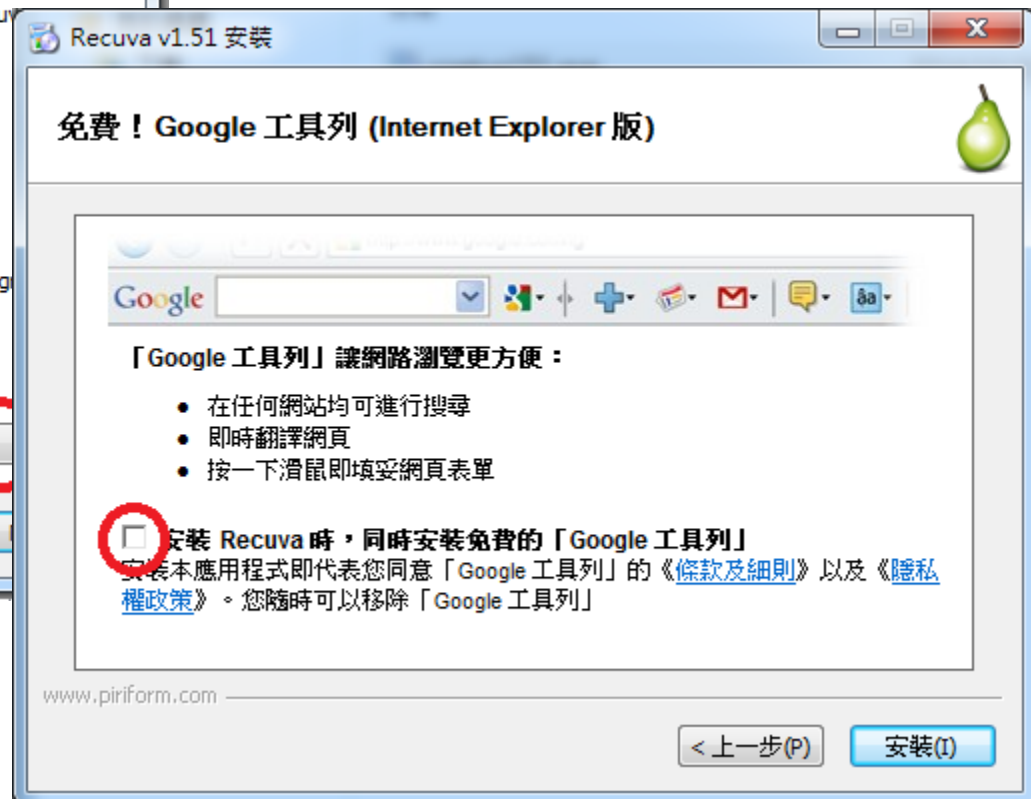 Recuva v1.51 安裝
免費！Google 工具列 (Internet Explorer 版)
Google
「Google 工具列」讓網路瀏覽更方便：
● 在任何網站均可進行搜尋
● 即時翻譯網頁
● 按一下滑鼠即填妥網頁表單
安裝 Recuva 時，同時安裝免費的「Google 工具列」
安裝本應用程式即代表您同意「Google 工具列」的《條款及細則》以及《隱私
權政策》。您隨時可以移除「Google 工具列」
www.piriform.com
< 上一步(P)
安裝(I)